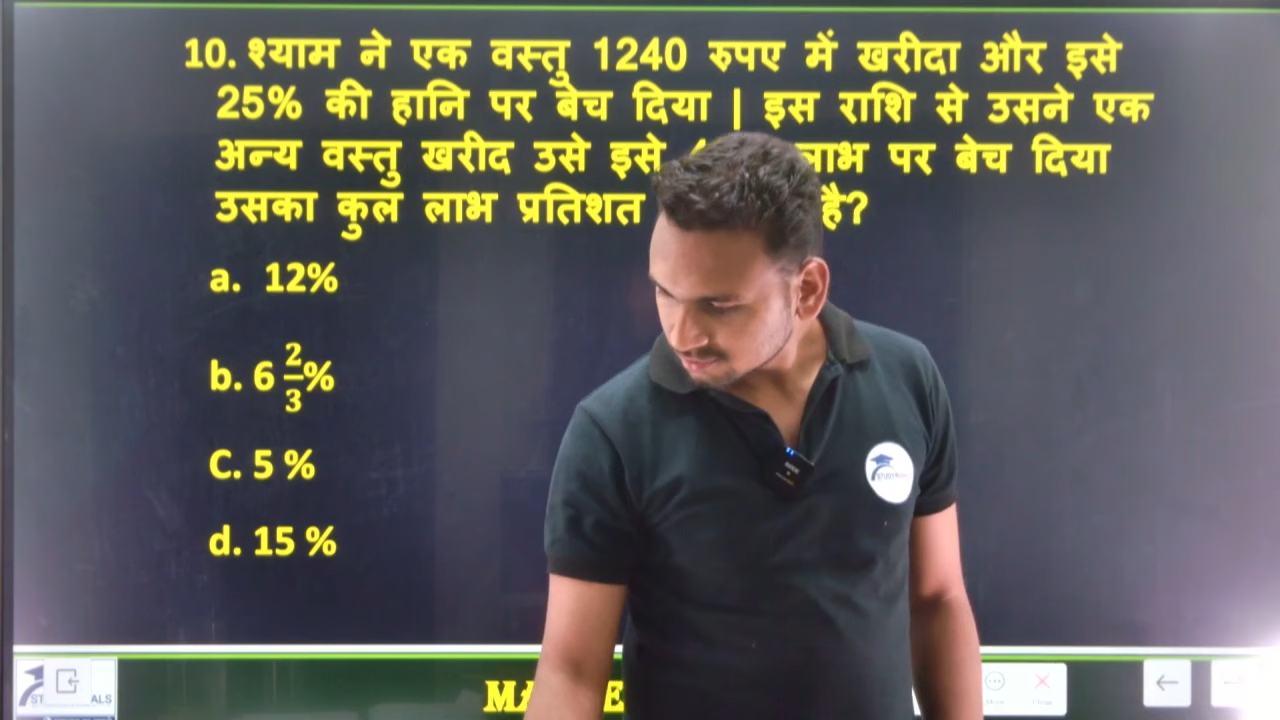 10. श्याम ने एक वस्तु 1240 रुपए में खरीदा और इसे
25% की हानि पर बेच दिया | इस राशि से उसने एक
अन्य वस्तु खरीद उसे इसे लाभ पर बेच दिया
उसका कुल लाभ प्रतिशत है?
a. 12%
b. 6 2/3%
C. 5 %
d. 15 %